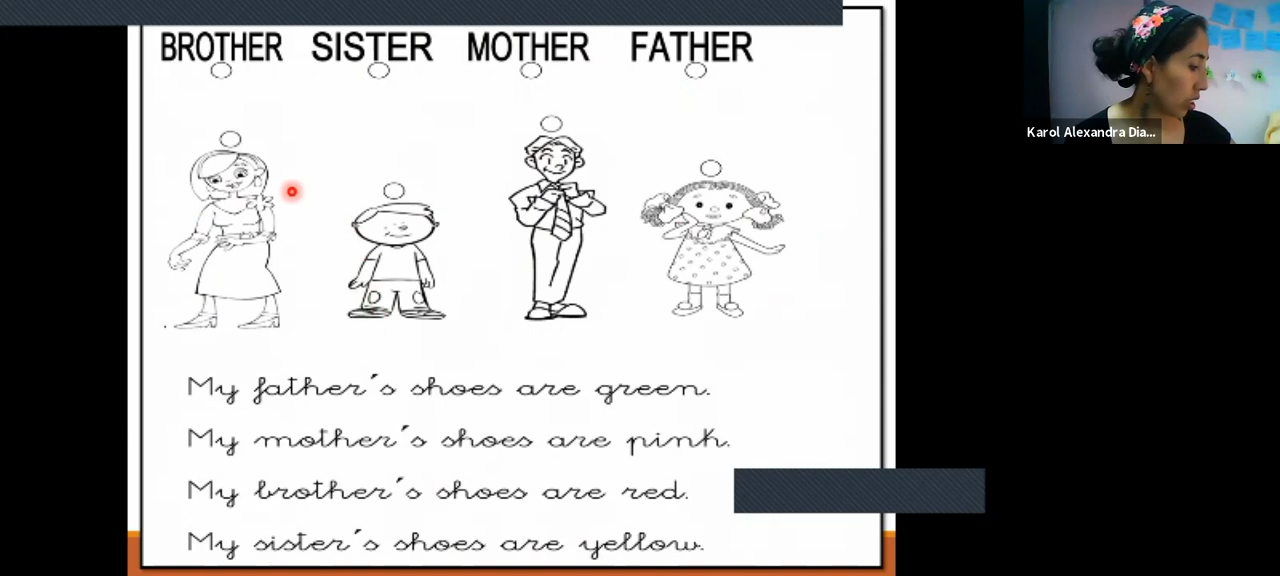 BROTHER SISTER MOTHER FATHER
Karol Alexandra Dia...
My father´s shoes are green.
My mother´s shoes are pink.
My brother´s shoes are red.
My sister´s shoes are yellow.